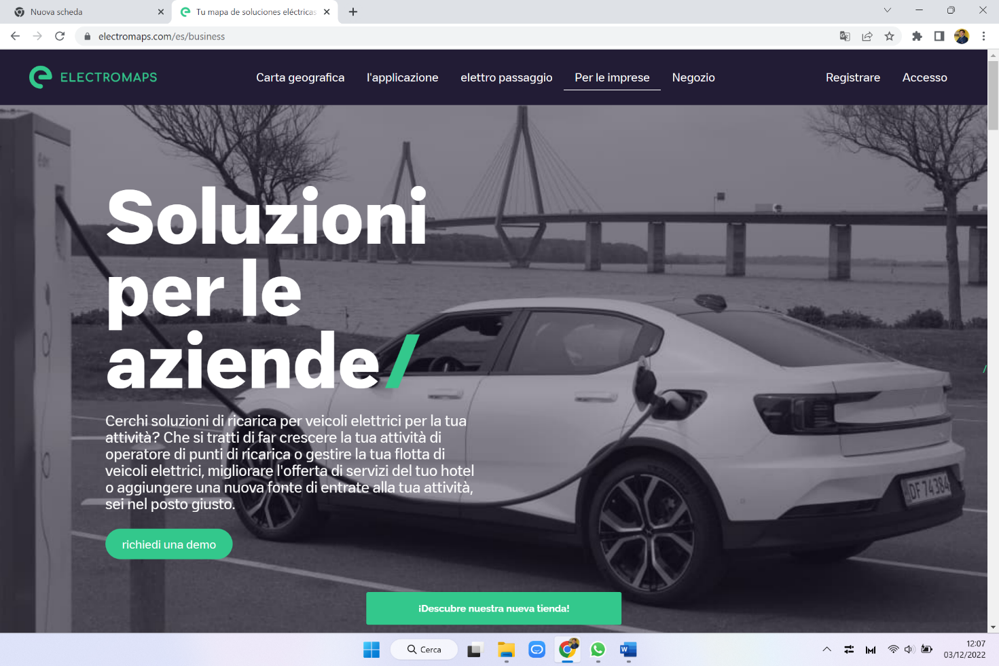 Nuova scheda
Tu mapa de soluciones eléctricas
electromaps.com/es/business
ELECTROMAPS
Carta geografica
l'applicazione
elettro passaggio
Per le imprese
Negozio
Registrare
Accesso
Soluzioni
per le
aziende/
Cerchi soluzioni di ricarica per veicoli elettrici per la tua
attività? Che si tratti di far crescere la tua attività di
operatore di punti di ricarica o gestire la tua flotta di
veicoli elettrici, migliorare l'offerta di servizi del tuo hotel
o aggiungere una nuova fonte di entrate alla tua attività,
sei nel posto giusto.
DF 74384
richiedi una demo
¡Descubre nuestra nueva tienda!
Cerca
12:07
03/12/2022